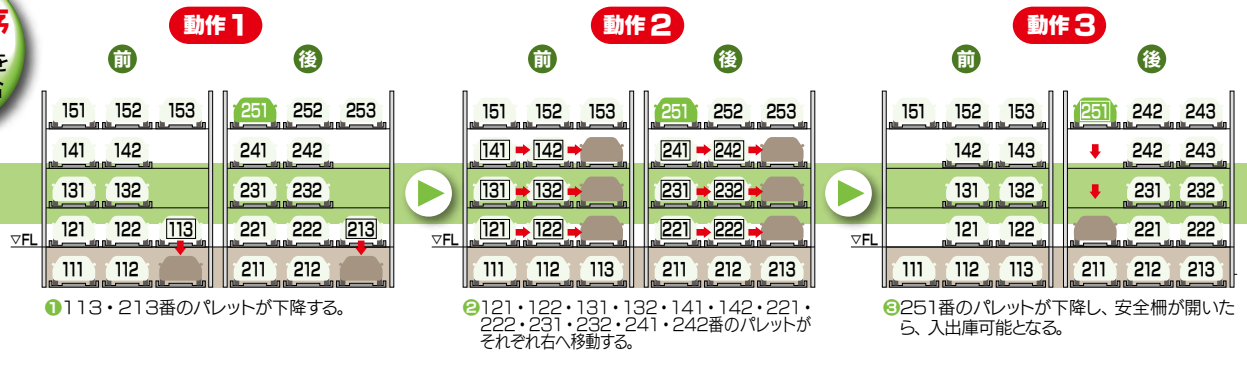 序
を
合
動作1
前
後
151 152 153 251 252 253
141 142 241 242
131 132 231 232
▽FL 121 122 113 221 222 213
111 112 211 212
❶113・213番のパレットが下降する。
動作2
前
後
151 152 153 251 252 253
141 142 241 242
131 132 231 232
▽FL 121 122 221 222
111 112 113 211 212 213
❷121・122・131・132・141・142・221・
222・231・232・241・242番のパレットが
それぞれ右へ移動する。
動作3
前
後
151 152 153 251 242 243
142 143 242 243
131 132 231 232
▽FL 121 122 221 222
111 112 113 211 212 213
❸251番のパレットが下降し、安全柵が開いた
ら、入出庫可能となる。